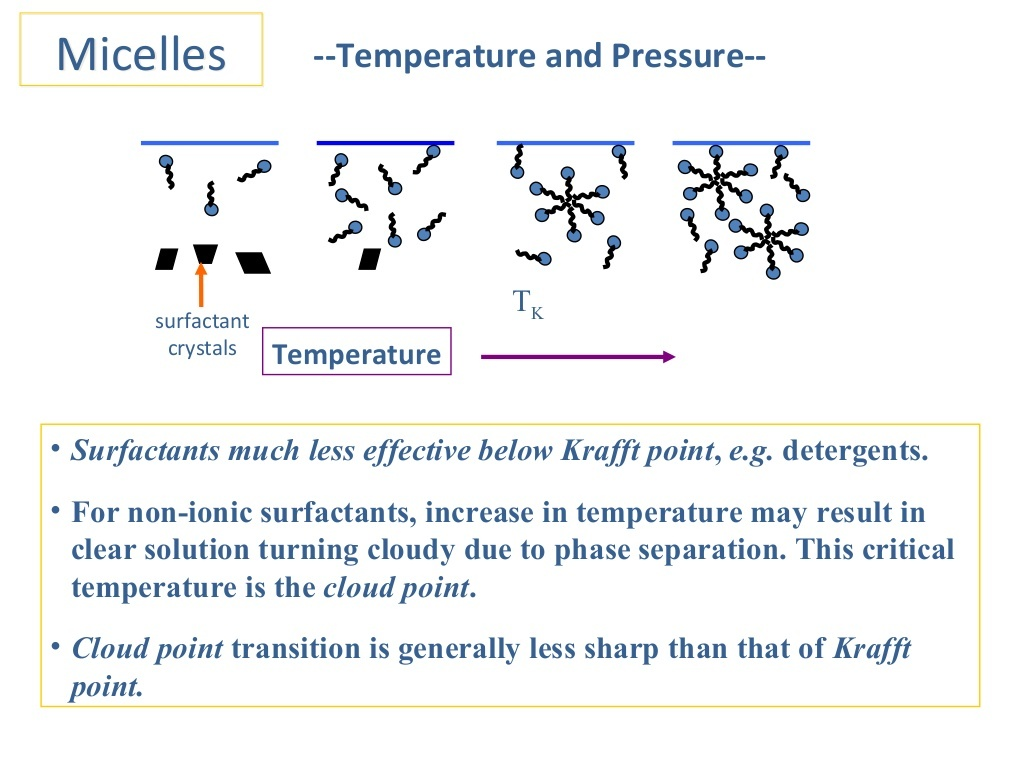 Micelles
--Temperature and Pressure--
T_K
surfactant
crystals
Temperature
• Surfactants much less effective below Krafft point, e.g. detergents.
• For non-ionic surfactants, increase in temperature may result in
clear solution turning cloudy due to phase separation. This critical
temperature is the cloud point.
• Cloud point transition is generally less sharp than that of Krafft
point.